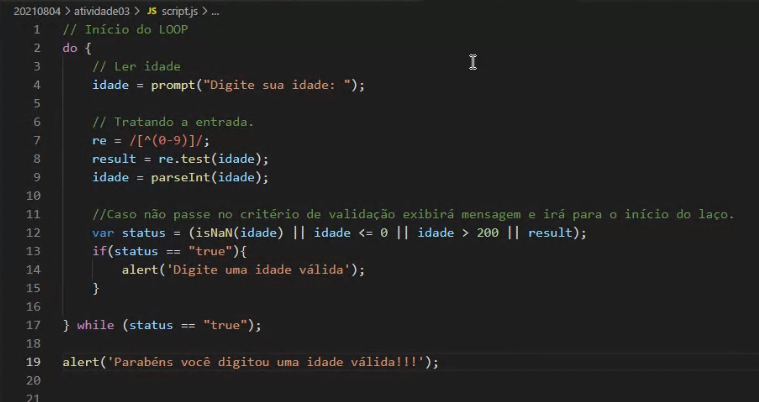 20210804 > atividade03 > JS script.js > ...
1 // Início do LOOP
2 do {
3 // Ler idade
4 idade = prompt("Digite sua idade: ");
5
6 // Tratando a entrada.
7 re = /[^(0-9)]/;
8 result = re.test(idade);
9 idade = parseInt(idade);
10
11 //Caso não passe no critério de validação exibirá mensagem e irá para o início do laço.
12 var status = (isNaN(idade) || idade <= 0 || idade > 200 || result);
13 if(status == "true"){
14 alert('Digite uma idade válida');
15 }
16
17 } while (status == "true");
18
19 alert('Parabéns você digitou uma idade válida!!!');
20
21